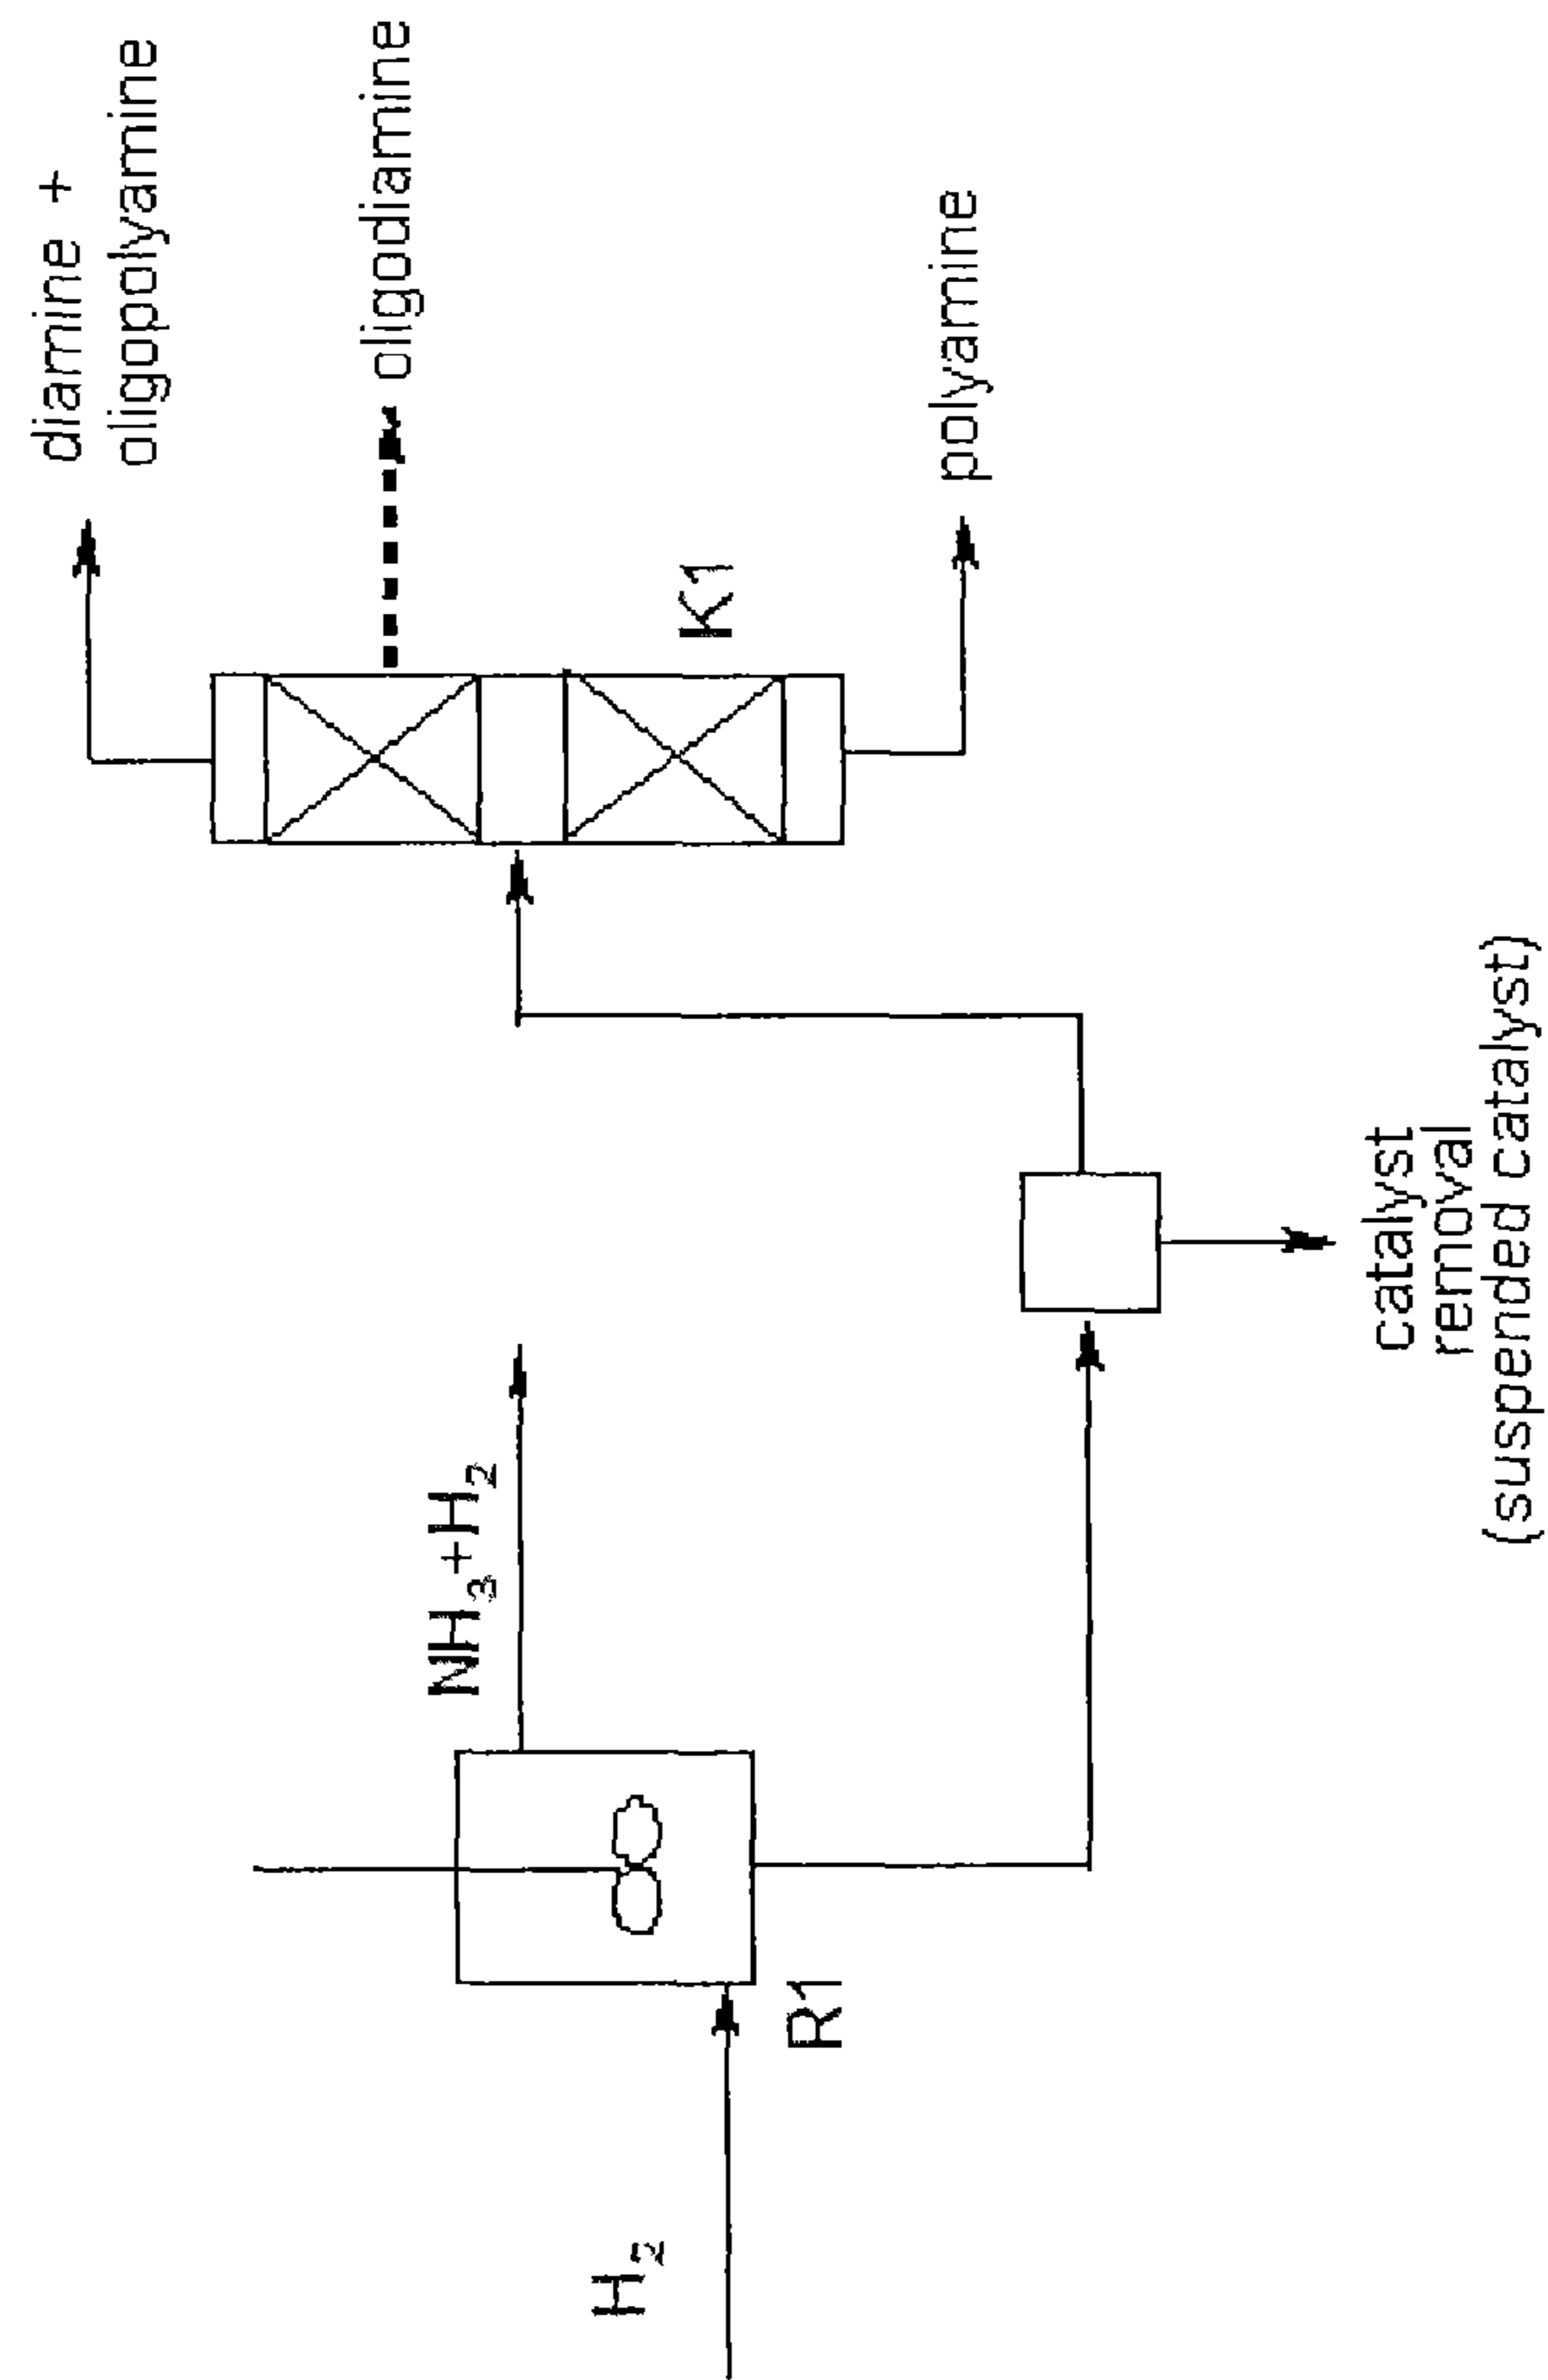 diamine +
oligopolyamine
oligodiamine
NH₃+H₂
H₂
K1
R1
polyamine
catalyst
removal
(suspended catalyst)